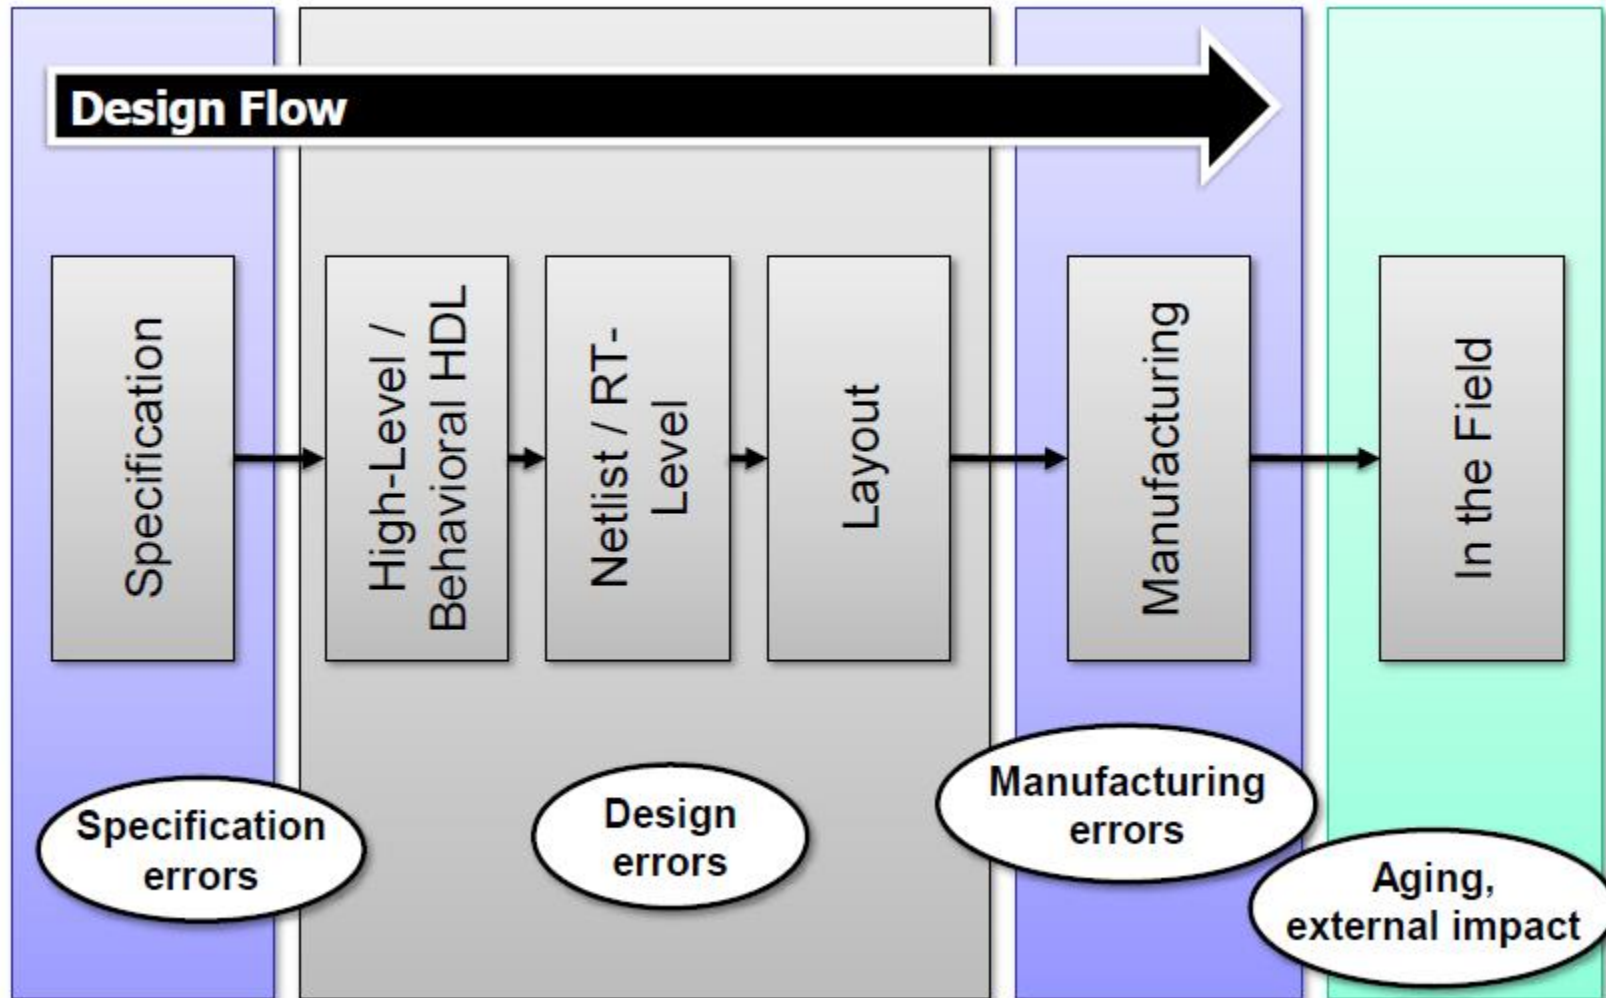 Design Flow
Specification
High-Level /
Behavioral HDL
Netlist / RT-
Level
Layout
Manufacturing
In the Field
Specification
errors
Design
errors
Manufacturing
errors
Aging,
external impact